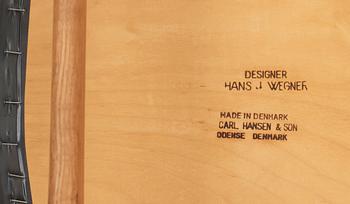 DESIGNER
HANS J WEGNER
MADE IN DENMARK
CARL HANSEN & SON
ODENSE DENMARK